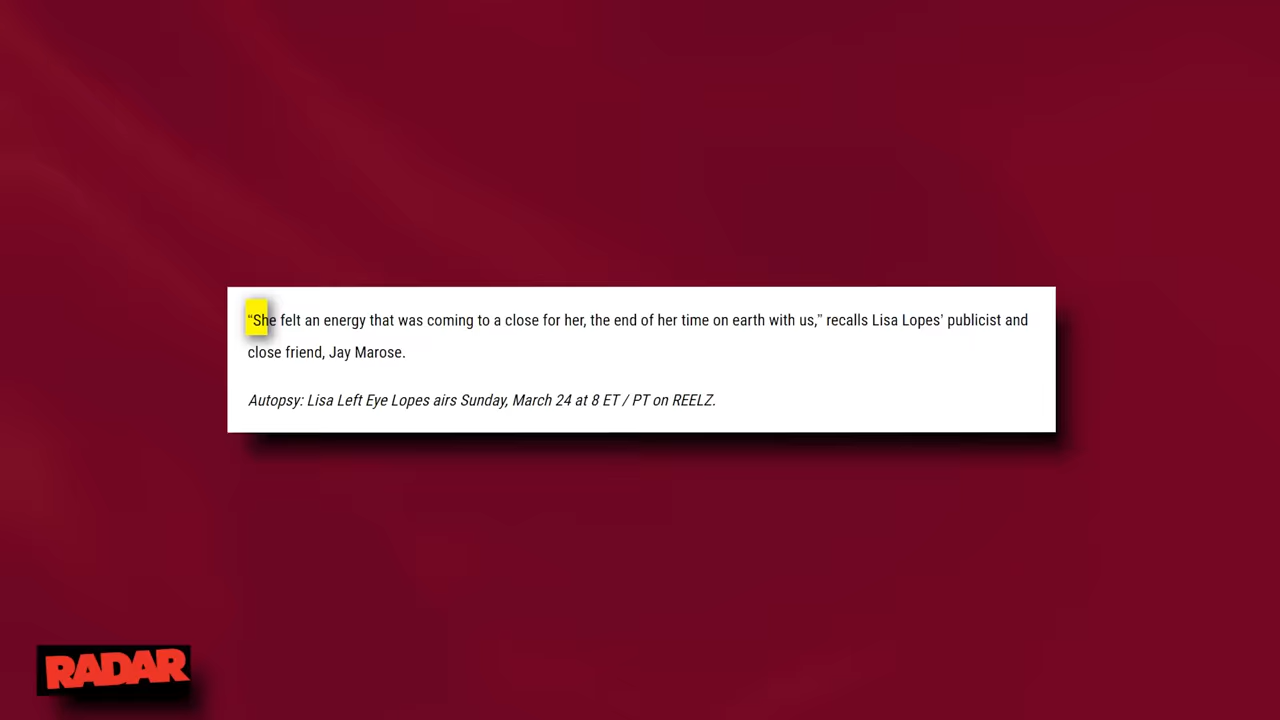 “She felt an energy that was coming to a close for her, the end of her time on earth with us,” recalls Lisa Lopes’ publicist and
close friend, Jay Marose.
Autopsy: Lisa Left Eye Lopes airs Sunday, March 24 at 8 ET / PT on REELZ.
RADAR